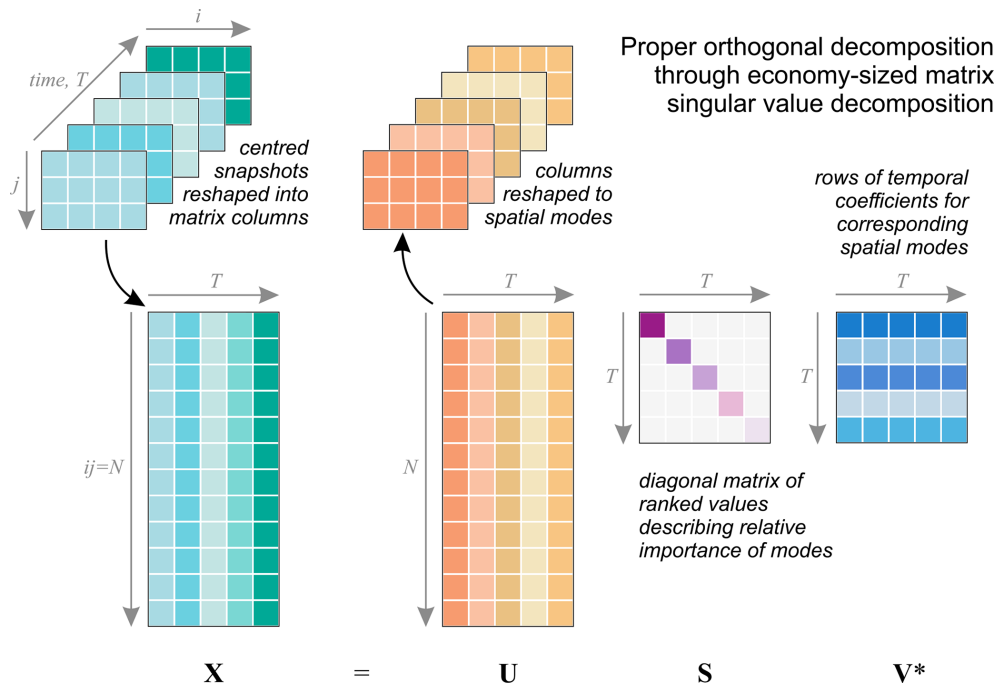 Proper orthogonal decomposition
through economy-sized matrix
singular value decomposition
i
time, T
j
centred
snapshots
reshaped into
matrix columns
columns
reshaped to
spatial modes
rows of temporal
coefficients for
corresponding
spatial modes
T
T
T
T
ij=N
N
T
T
diagonal matrix of
ranked values
describing relative
importance of modes
X = U S V*